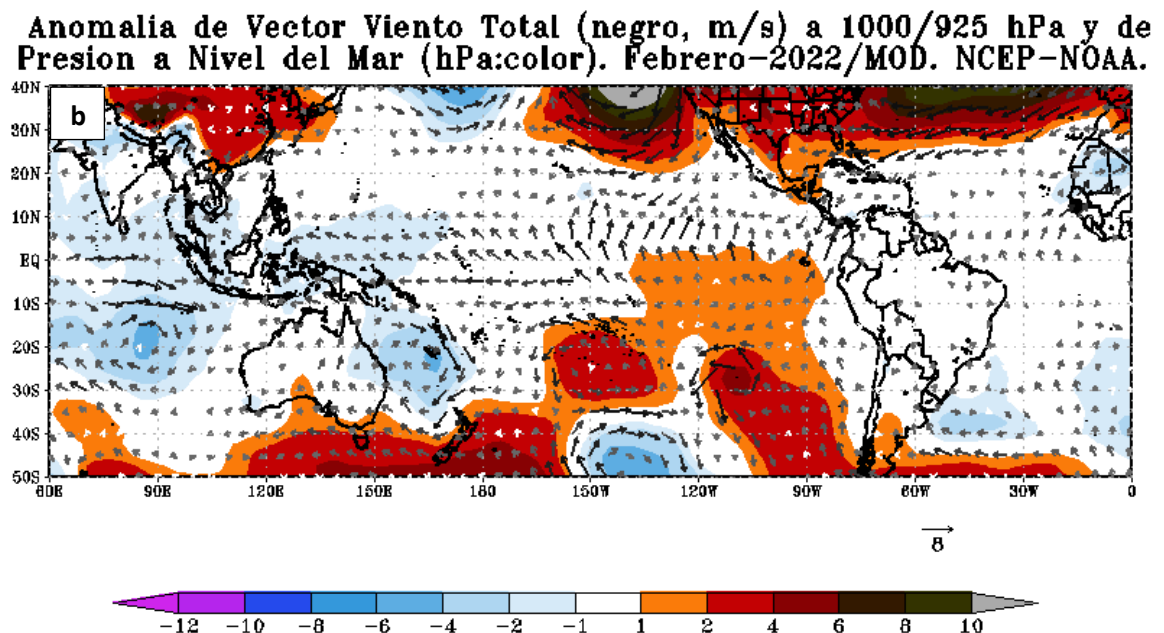 Anomalia de Vector Viento Total (negro, m/s) a 1000/925 hPa y de
Presion a Nivel del Mar (hPa:color). Febrero-2022/MOD. NCEP-NOAA.
b
40N
30N
20N
10N
EQ
10S
20S
30S
40S
50S
60E 90E 120E 150E 180 150W 120W 90W 60W 30W 0
8
-12 -10 -8 -6 -4 -2 -1 1 2 4 6 8 10